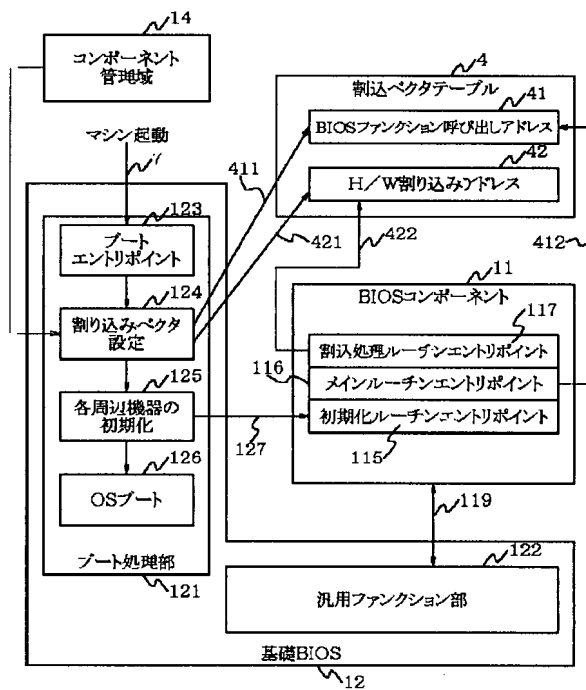 14
コンポーネント
管理域
マシン起動
7
4
割込ベクタテーブル
41
BIOSファンクション呼び出しアドレス
42
H/W割り込みアドレス
411
421
422
412
123
ブート
エントリポイント
124
割り込みベクタ
設定
125
各周辺機器の
初期化
127
126
OSブート
ブート処理部
121
11
BIOSコンポーネント
117
割込処理ルーチンエントリポイント
116
メインルーチンエントリポイント
初期化ルーチンエントリポイント
115
119
122
汎用ファンクション部
基礎BIOS
12